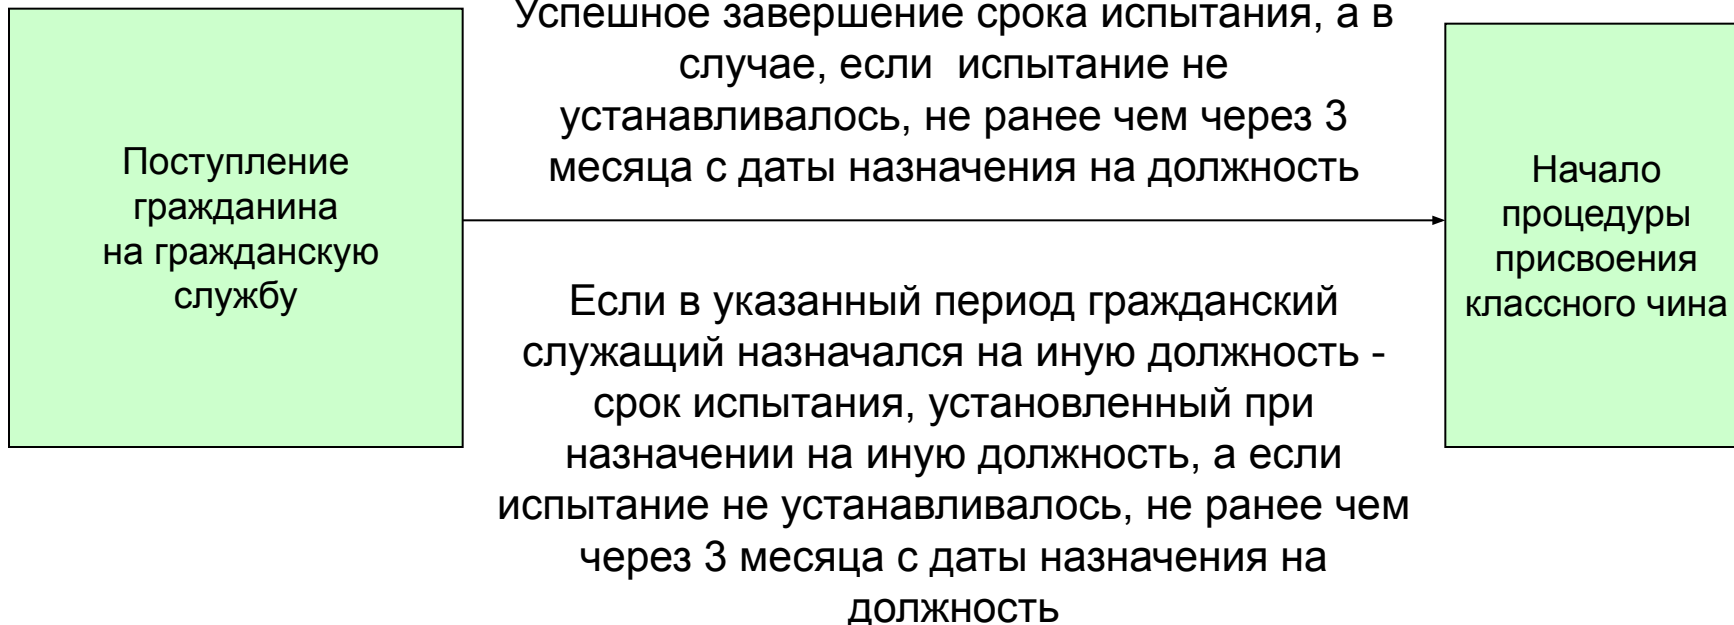 Поступление
гражданина
на гражданскую
службу
Успешное завершение срока испытания, а в
случае, если  испытание не
устанавливалось, не ранее чем через 3
месяца с даты назначения на должность
Если в указанный период гражданский
служащий назначался на иную должность -
срок испытания, установленный при
назначении на иную должность, а если
испытание не устанавливалось, не ранее чем
через 3 месяца с даты назначения на
должность
Начало
процедуры
присвоения
классного чина